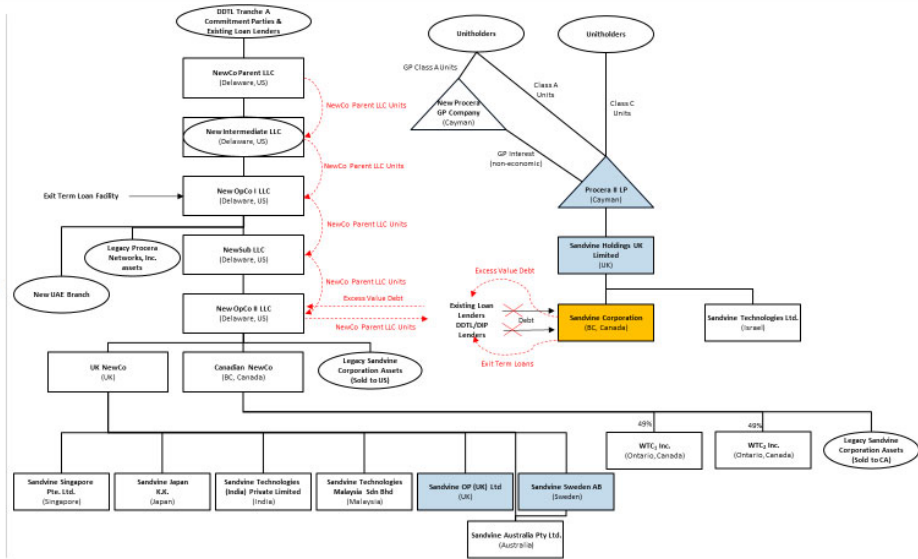 DDTL Tranche A
Commitment Parties &
Existing Loan Lenders
Unitholders
Unitholders
GP Class A Units
NewCo Parent LLC
(Delaware, US)
NewCo Parent LLC Units
Class A
Units
Class C
Units
New Procera
GP Company
(Cayman)
New Intermediate LLC
(Delaware, US)
GP Interest
(non-economic)
NewCo Parent LLC Units
Exit Term Loan Facility
New OpCo I LLC
(Delaware, US)
Procera II LP
(Cayman)
NewCo Parent LLC Units
Legacy Procera
Networks, Inc.
assets
NewSub LLC
(Delaware, US)
Sandvine Holdings UK
Limited
(UK)
New UAE Branch
NewCo Parent LLC Units
Excess Value Debt
Excess Value Debt
New OpCo II LLC
(Delaware, US)
NewCo Parent LLC Units
Existing Loan
Lenders
DDTL/DIP
Lenders
Debt
Sandvine Corporation
(BC, Canada)
Sandvine Technologies Ltd.
(Israel)
Exit Term Loans
UK NewCo
(UK)
Canadian NewCo
(BC, Canada)
Legacy Sandvine
Corporation Assets
(Sold to US)
49%
49%
WTC₁ Inc.
(Ontario, Canada)
WTC₂ Inc.
(Ontario, Canada)
Legacy Sandvine
Corporation Assets
(Sold to CA)
Sandvine Singapore
Pte. Ltd.
(Singapore)
Sandvine Japan
K.K.
(Japan)
Sandvine Technologies
(India) Private Limited
(India)
Sandvine Technologies
Malaysia Sdn Bhd
(Malaysia)
Sandvine OP (UK) Ltd
(UK)
Sandvine Sweden AB
(Sweden)
Sandvine Australia Pty Ltd.
(Australia)